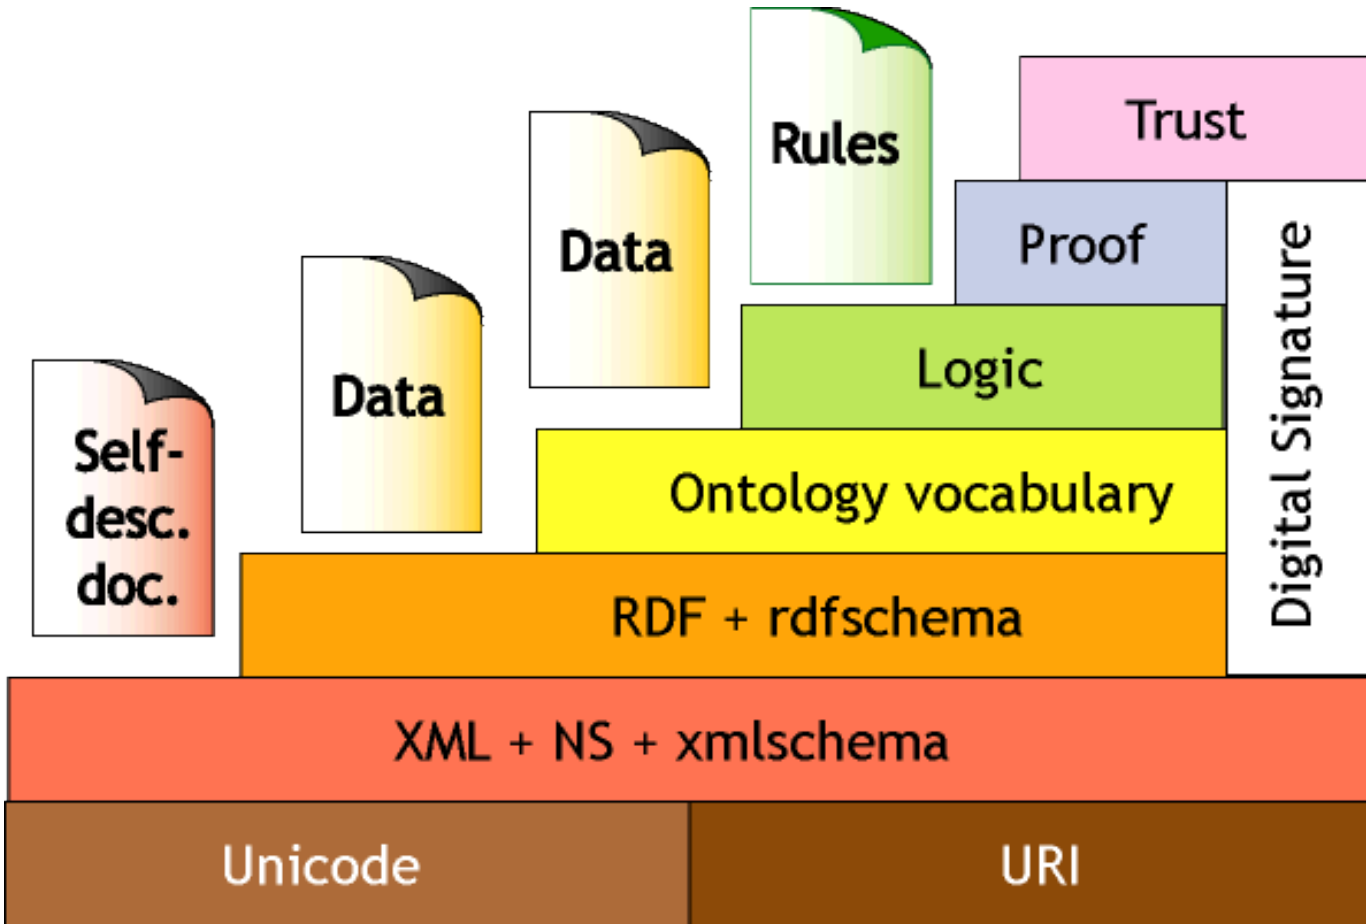 Rules
Trust
Data
Proof
Data
Logic
Self-
desc.
doc.
Ontology vocabulary
Digital Signature
RDF + rdfschema
XML + NS + xmlschema
Unicode
URI